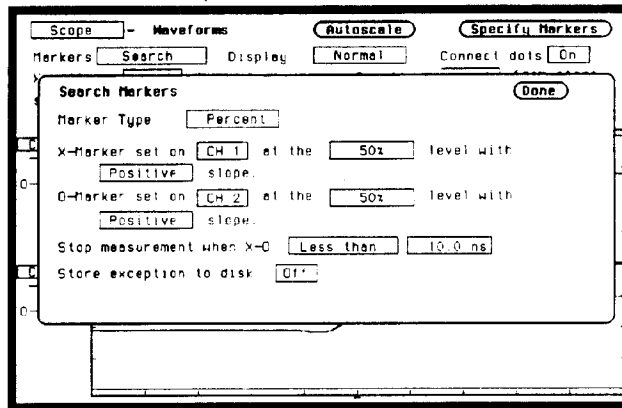 Scope - Waveforms Autoscale Specify Markers
Markers Search Display Normal Connect dots On
Search Markers Done
Marker Type Percent
X-Marker set on CH 1 at the 50% level with
Positive slope.
O-Marker set on CH 2 at the 50% level with
Positive slope.
Stop measurement when X-O Less than 10.0 ns
Store exception to disk Off